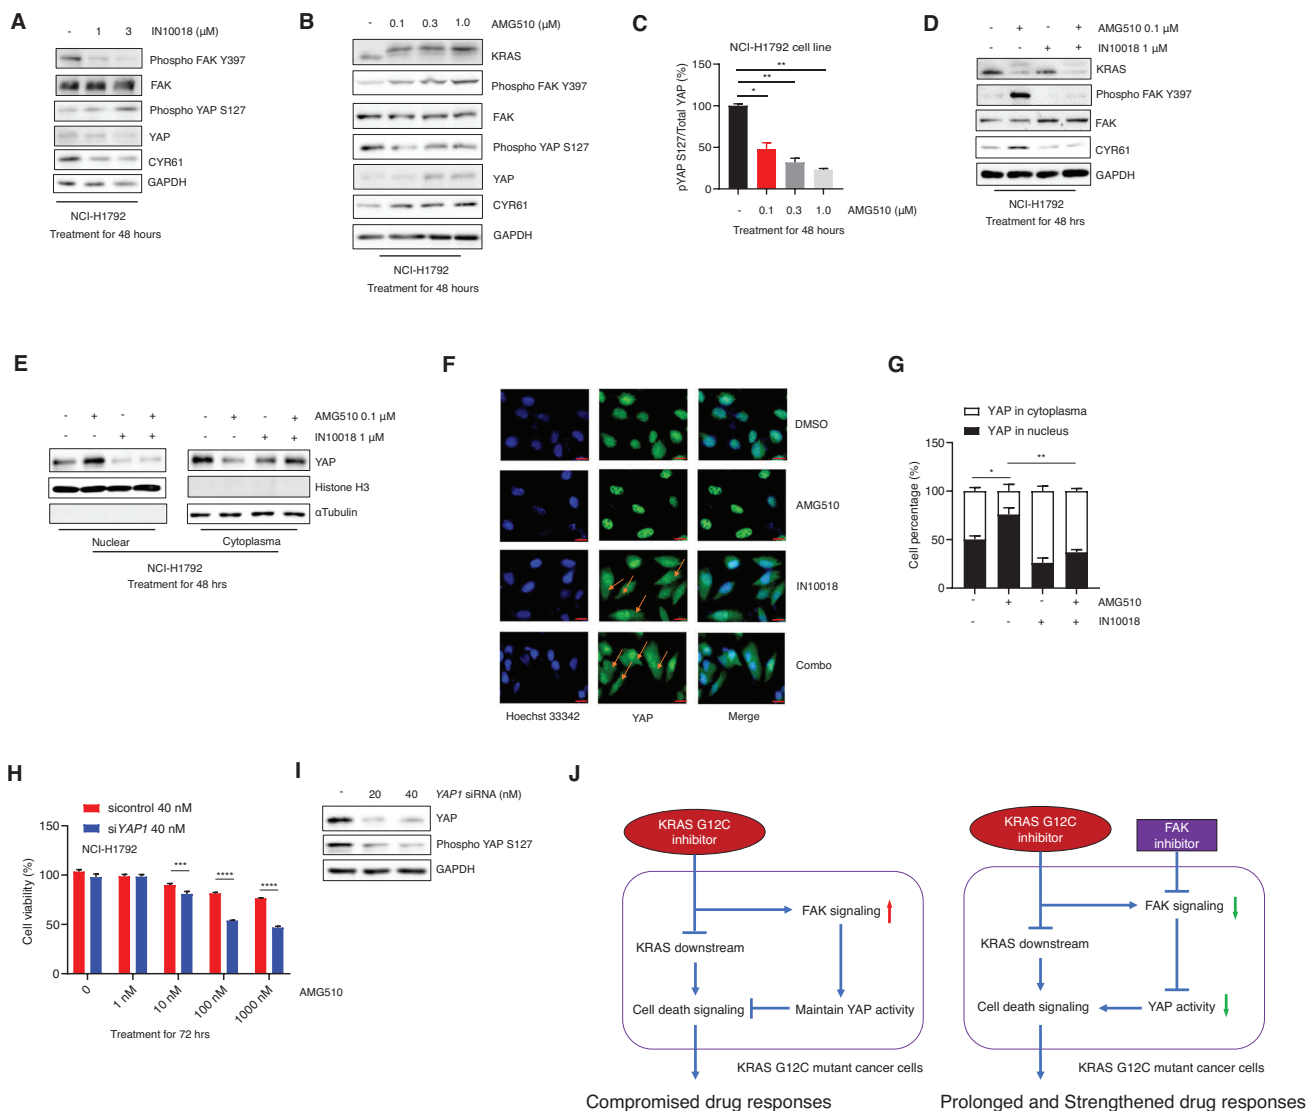 A
- 1 3 IN10018 (μM)
Phospho FAK Y397
FAK
Phospho YAP S127
YAP
CYR61
GAPDH
NCI-H1792
Treatment for 48 hours
B
- 0.1 0.3 1.0 AMG510 (μM)
KRAS
Phospho FAK Y397
FAK
Phospho YAP S127
YAP
CYR61
GAPDH
NCI-H1792
Treatment for 48 hours
C
NCI-H1792 cell line
pYAP S127/Total YAP (%)
150
100
50
0
* ** **
- 0.1 0.3 1.0 AMG510 (μM)
Treatment for 48 hours
D
- + - + AMG510 0.1 μM
- - + + IN10018 1 μM
KRAS
Phospho FAK Y397
FAK
CYR61
GAPDH
NCI-H1792
Treatment for 48 hrs
E
- + - + - + - + AMG510 0.1 μM
- - + + - - + + IN10018 1 μM
YAP
Histone H3
αTubulin
Nuclear Cytoplasma
NCI-H1792
Treatment for 48 hrs
F
DMSO
AMG510
IN10018
Combo
Hoechst 33342 YAP Merge
G
YAP in cytoplasma
YAP in nucleus
Cell percentage (%)
150
100
50
0
* **
- + - + AMG510
- - + + IN10018
H
sicontrol 40 nM
siYAP1 40 nM
NCI-H1792
Cell viability (%)
150
100
50
0
*** **** ****
0 1 nM 10 nM 100 nM 1000 nM AMG510
Treatment for 72 hrs
I
- 20 40 YAP1 siRNA (nM)
YAP
Phospho YAP S127
GAPDH
J
KRAS G12C
inhibitor
FAK signaling
KRAS downstream
Cell death signaling
Maintain YAP activity
KRAS G12C mutant cancer cells
Compromised drug responses
KRAS G12C
inhibitor
FAK
inhibitor
FAK signaling
KRAS downstream
Cell death signaling
YAP activity
KRAS G12C mutant cancer cells
Prolonged and Strengthened drug responses